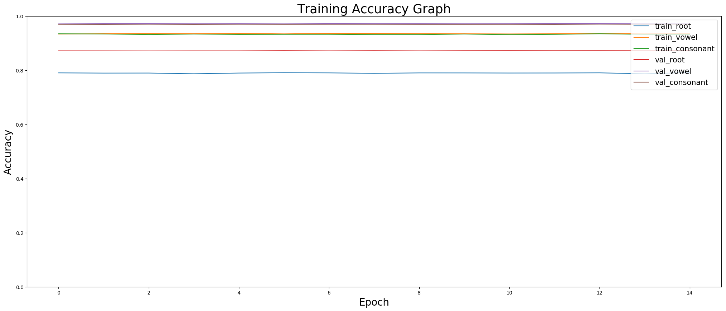 Training Accuracy Graph
1.0
0.8
0.6
0.4
0.2
0.0
Accuracy
train_root
train_vowel
train_consonant
val_root
val_vowel
val_consonant
0 2 4 6 8 10 12 14
Epoch